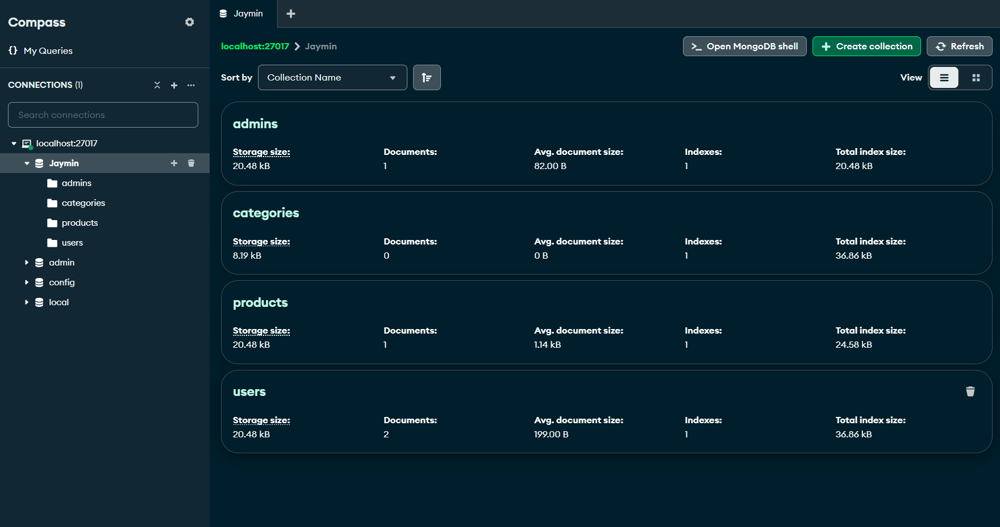 Compass
My Queries
CONNECTIONS (1)
Search connections
localhost:27017
Jaymin
admins
categories
products
users
admin
config
local
Jaymin
localhost:27017 Jaymin
Open MongoDB shell
Create collection
Refresh
Sort by Collection Name
View
admins
Storage size: Documents: Avg. document size: Indexes: Total index size:
20.48 kB 1 82.00 B 1 20.48 kB
categories
Storage size: Documents: Avg. document size: Indexes: Total index size:
8.19 kB 0 0 B 1 36.86 kB
products
Storage size: Documents: Avg. document size: Indexes: Total index size:
20.48 kB 1 1.14 kB 1 24.58 kB
users
Storage size: Documents: Avg. document size: Indexes: Total index size:
20.48 kB 2 199.00 B 1 36.86 kB